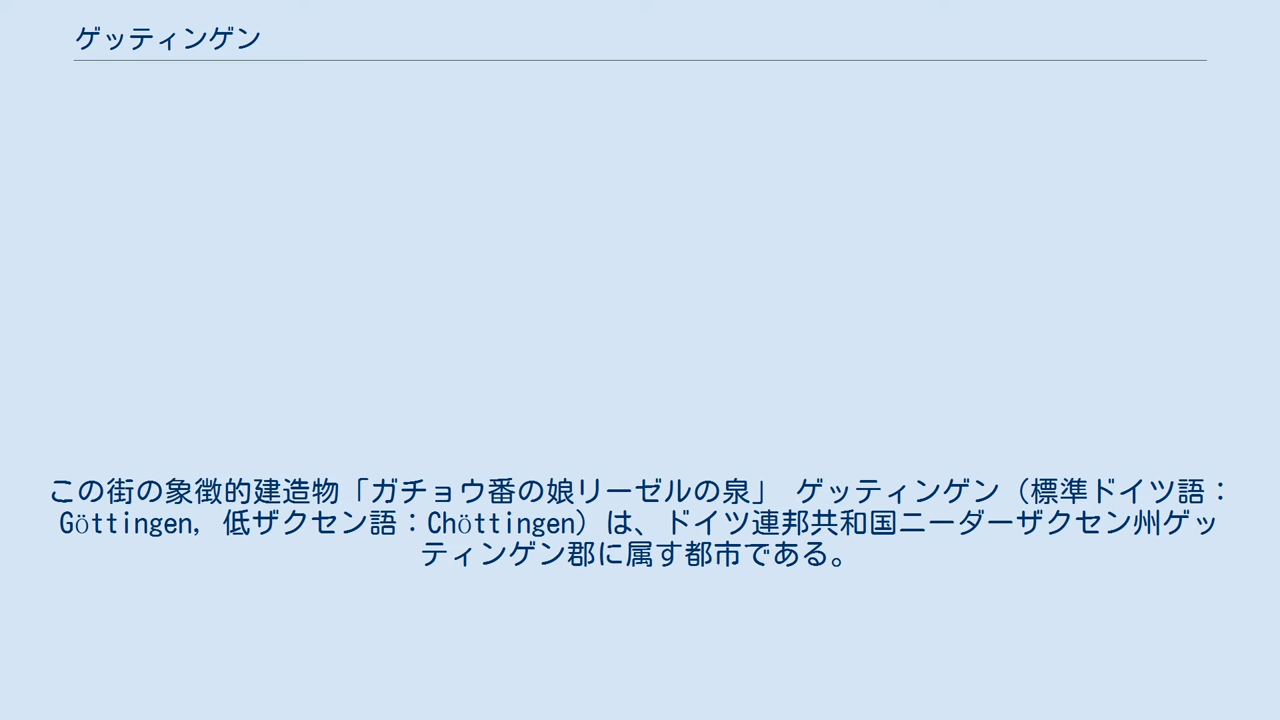 ゲッティンゲン
この街の象徴的建造物「ガチョウ番の娘リーゼルの泉」 ゲッティンゲン（標準ドイツ語：
Göttingen, 低ザクセン語：Chöttingen）は、ドイツ連邦共和国ニーダーザクセン州ゲッ
ティンゲン郡に属す都市である。